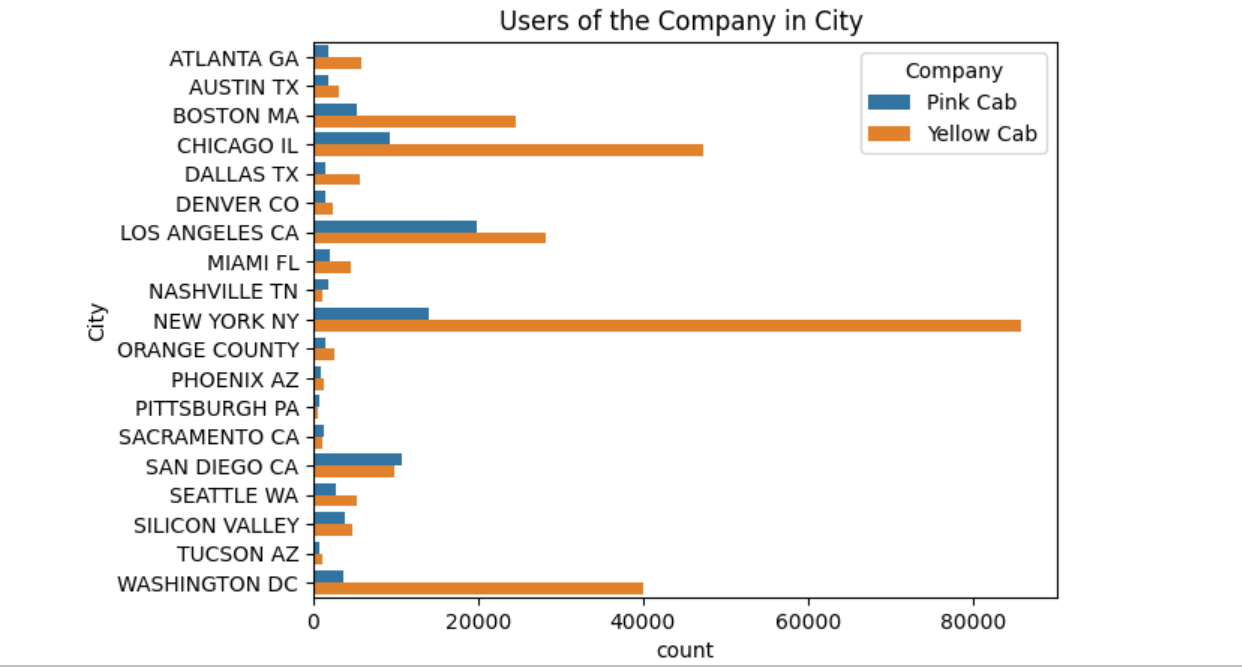 Users of the Company in City
Company
Pink Cab
Yellow Cab
City
ATLANTA GA
AUSTIN TX
BOSTON MA
CHICAGO IL
DALLAS TX
DENVER CO
LOS ANGELES CA
MIAMI FL
NASHVILLE TN
NEW YORK NY
ORANGE COUNTY
PHOENIX AZ
PITTSBURGH PA
SACRAMENTO CA
SAN DIEGO CA
SEATTLE WA
SILICON VALLEY
TUCSON AZ
WASHINGTON DC
0 20000 40000 60000 80000
count